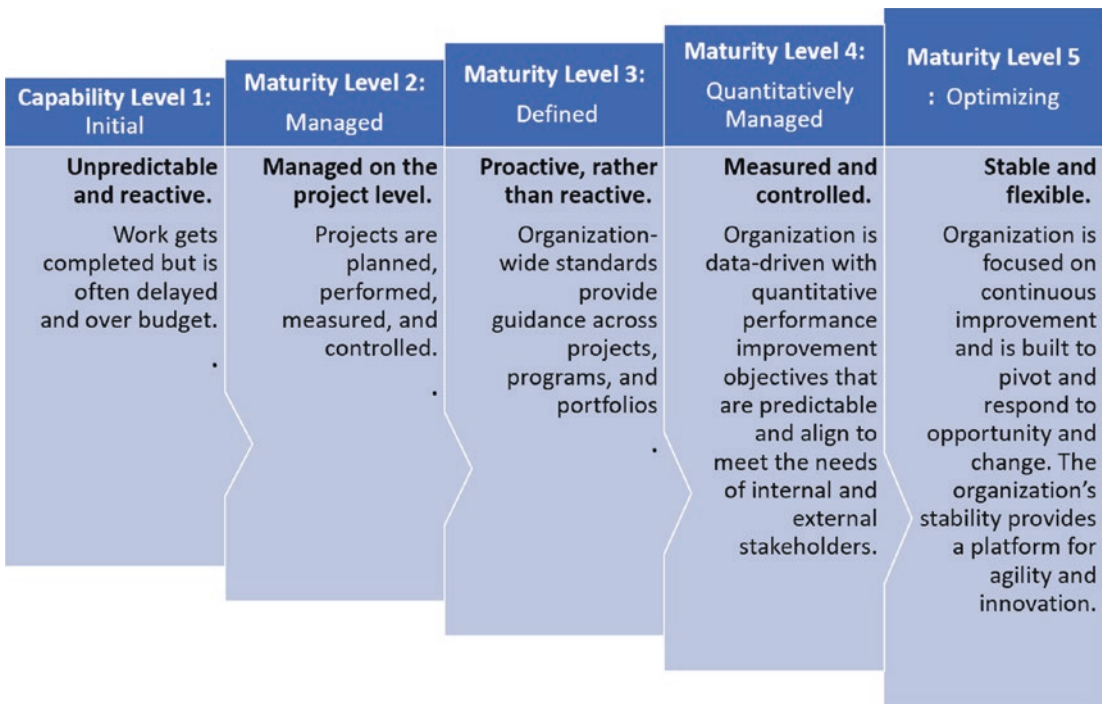 Capability Level 1:
Initial
Unpredictable
and reactive.
Work gets
completed but is
often delayed
and over budget.
.
Maturity Level 2:
Managed
Managed on the
project level.
Projects are
planned,
performed,
measured, and
controlled.
.
Maturity Level 3:
Defined
Proactive, rather
than reactive.
Organization-
wide standards
provide
guidance across
projects,
programs, and
portfolios
.
Maturity Level 4:
Quantitatively
Managed
Measured and
controlled.
Organization is
data-driven with
quantitative
performance
improvement
objectives that
are predictable
and align to
meet the needs
of internal and
external
stakeholders.
Maturity Level 5
: Optimizing
Stable and
flexible.
Organization is
focused on
continuous
improvement
and is built to
pivot and
respond to
opportunity and
change. The
organization’s
stability provides
a platform for
agility and
innovation.